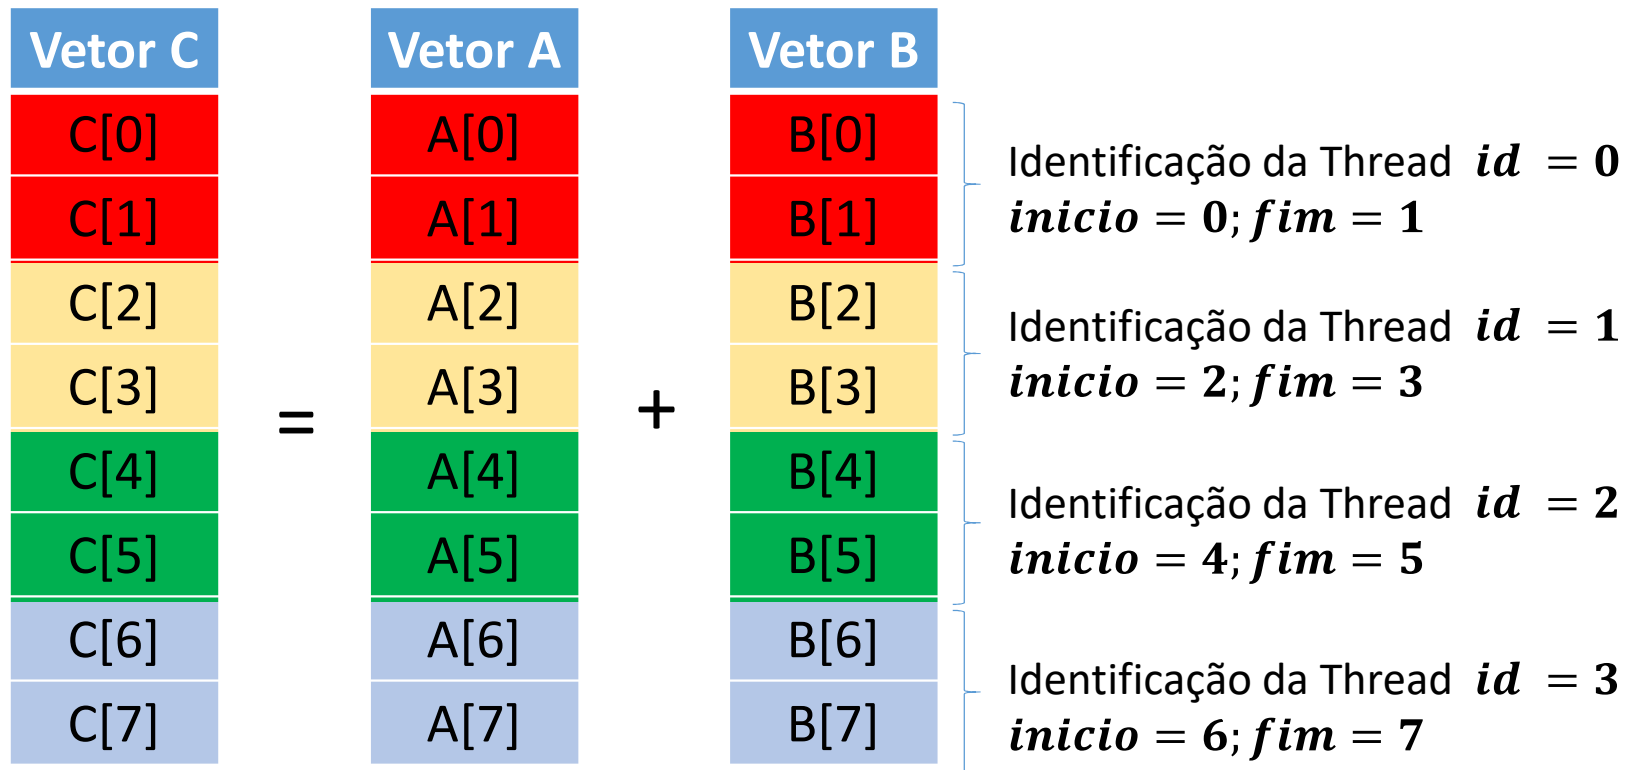 Vetor C Vetor A Vetor B
C[0] A[0] B[0]
C[1] A[1] B[1]
Identificação da Thread id = 0
inicio = 0; fim = 1
C[2] A[2] B[2]
C[3] = A[3] + B[3]
Identificação da Thread id = 1
inicio = 2; fim = 3
C[4] A[4] B[4]
C[5] A[5] B[5]
Identificação da Thread id = 2
inicio = 4; fim = 5
C[6] A[6] B[6]
C[7] A[7] B[7]
Identificação da Thread id = 3
inicio = 6; fim = 7